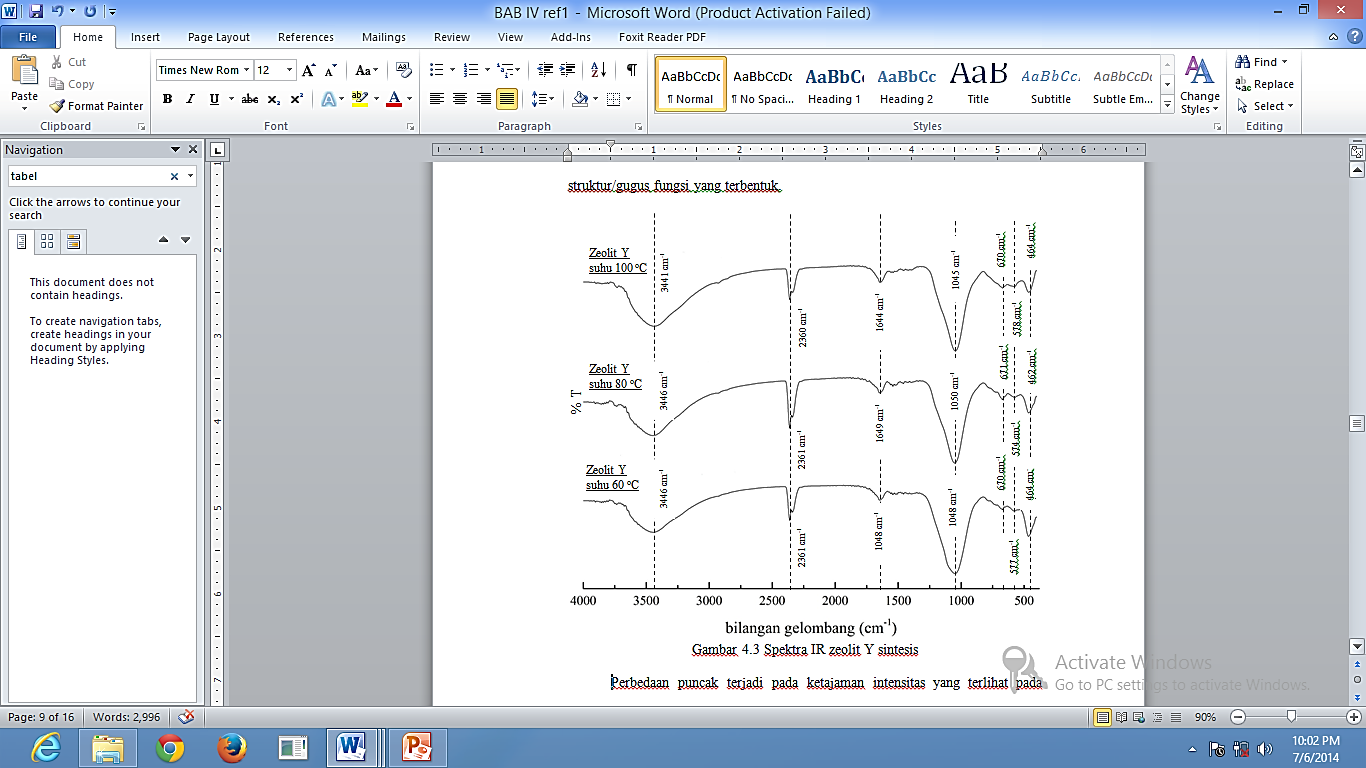 BAB IV ref1 - Microsoft Word (Product Activation Failed)
File Home Insert Page Layout References Mailings Review View Add-Ins Foxit Reader PDF
Paste
Cut
Copy
Format Painter
Clipboard
Times New Rom 12
Font
Paragraph
AaBbCcDc AaBbCcDc AaBbCc AaBbCc AaB AaBbCc. AaBbCcDc
¶ Normal ¶ No Spaci... Heading 1 Heading 2 Title Subtitle Subtle Em...
Change Styles
Styles
Find
Replace
Select
Editing
Navigation
tabel
Click the arrows to continue your
search
This document does not
contain headings.
To create navigation tabs,
create headings in your
document by applying
Heading Styles.
struktur/gugus fungsi yang terbentuk.
Zeolit Y
suhu 100 °C
3441 cm-1
2360 cm-1
1644 cm-1
1045 cm-1
670 cm-1
578 cm-1
464 cm-1
Zeolit Y
suhu 80 °C
3446 cm-1
2361 cm-1
1649 cm-1
1050 cm-1
671 cm-1
574 cm-1
462 cm-1
% T
Zeolit Y
suhu 60 °C
3446 cm-1
2361 cm-1
1048 cm-1
1048 cm-1
670 cm-1
577 cm-1
464 cm-1
4000 3500 3000 2500 2000 1500 1000 500
bilangan gelombang (cm-1)
Gambar 4.3 Spektra IR zeolit Y sintesis
Perbedaan puncak terjadi pada ketajaman intensitas yang terlihat pada
Activate Windows
Go to PC settings to activate Windows.
Page: 9 of 16 Words: 2,996
90%
10:02 PM
7/6/2014